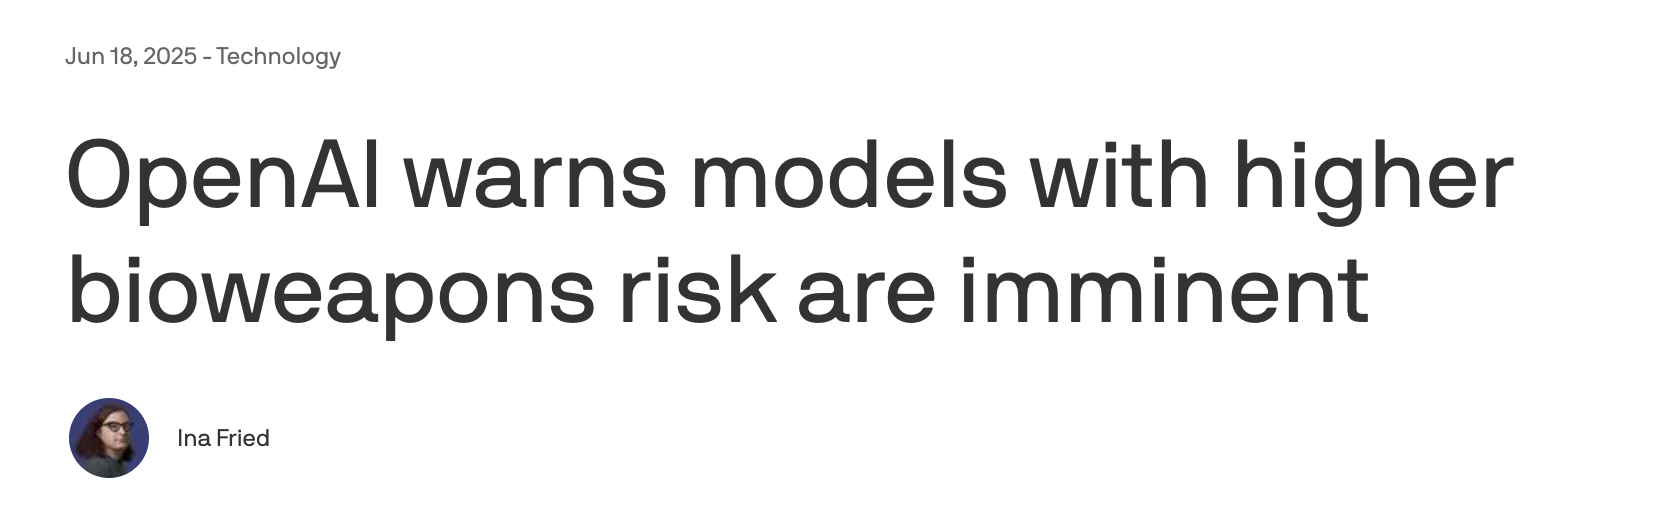 Jun 18, 2025 - Technology
OpenAI warns models with higher
bioweapons risk are imminent
Ina Fried